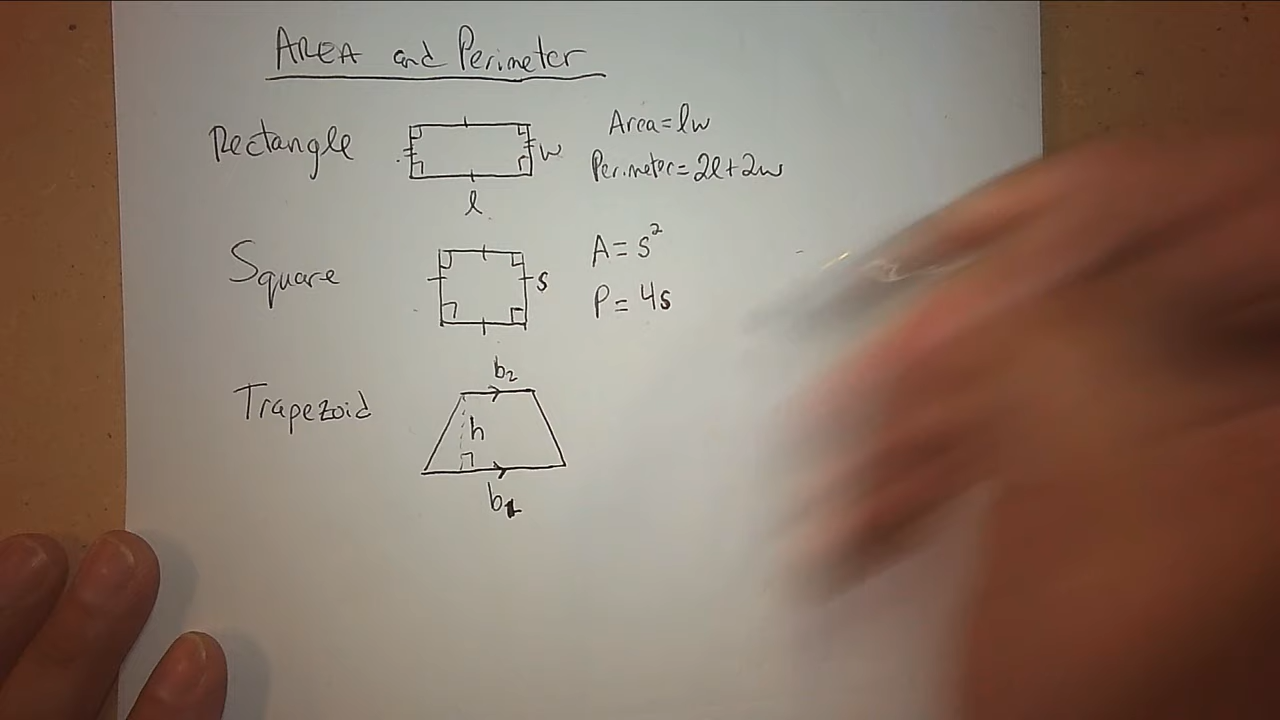 AREA and Perimeter
Rectangle
w
l
Area = lw
Perimeter = 2l + 2w
Square
s
A = s²
P = 4s
Trapezoid
b₂
h
b₁